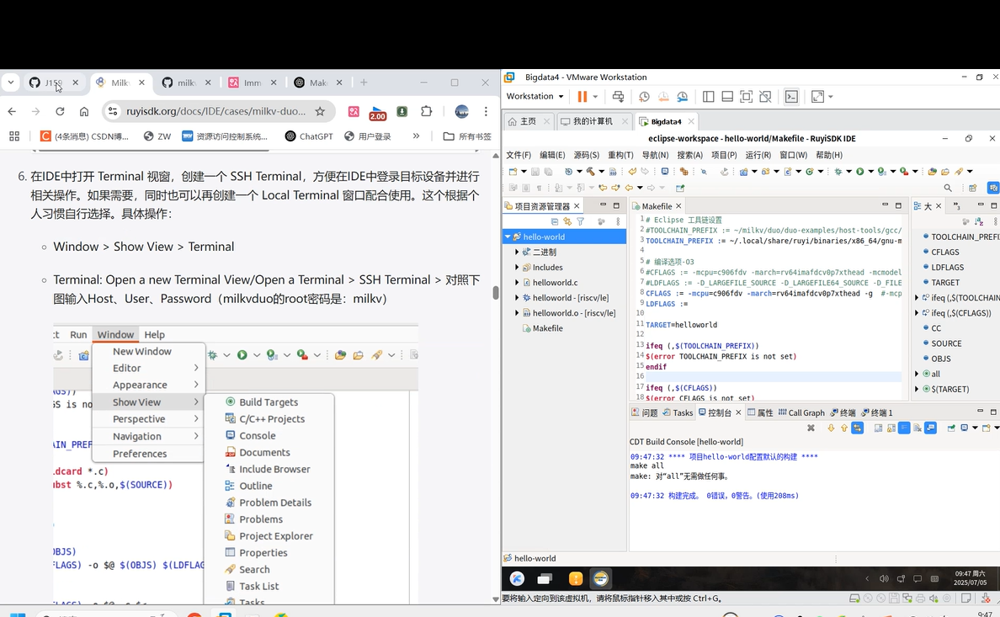 J159
Milk
milk
Imm
Mak
ruyisdk.org/docs/IDE/cases/milkv-duo...
2.00
(4条消息) CSDN博...
ZW
资源访问控制系统...
ChatGPT
用户登录
»
所有书签
6. 在IDE中打开 Terminal 视窗，创建一个 SSH Terminal，方便在IDE中登录目标设备并进行
相关操作。如果需要，同时也可以再创建一个 Local Terminal 窗口配合使用。这个根据个
人习惯自行选择。具体操作：
Window > Show View > Terminal
Terminal: Open a new Terminal View/Open a Terminal > SSH Terminal > 对照下
图输入Host、User、Password（milkvduo的root密码是：milkv）
ct Run Window Help
New Window
Editor
Appearance
Show View
Perspective
Navigation
Preferences
Build Targets
C/C++ Projects
Console
Documents
Include Browser
Outline
Problem Details
Problems
Project Explorer
Properties
Search
Task List
Tasks
GS is no
AIN_PREF
ldcard *.c)
ubst %.c,%.o,$(SOURCE))
OBJS)
FLAGS) -o $@ $(OBJS) $(LDFLAG
Bigdata4 - VMware Workstation
Workstation
主页
我的计算机
Bigdata4
eclipse-workspace - hello-world/Makefile - RuyiSDK IDE
文件(F) 编辑(E) 源码(S) 重构(T) 导航(N) 搜索(A) 项目(P) 运行(R) 窗口(W) 帮助(H)
项目资源管理器
hello-world
二进制
Includes
helloworld.c
helloworld - [riscv/le]
helloworld.o - [riscv/le]
Makefile
Makefile
1 # Eclipse 工具链设置
2 #TOOLCHAIN_PREFIX := ~/milkv/duo/duo-examples/host-tools/gcc/
3 TOOLCHAIN_PREFIX := ~/.local/share/ruyi/binaries/x86_64/gnu-m
4
5 # 编译选项-O3
6 #CFLAGS := -mcpu=c906fdv -march=rv64imafdcv0p7xthead -mcmodel
7 #LDFLAGS := -D_LARGEFILE_SOURCE -D_LARGEFILE64_SOURCE -D_FILE
8 CFLAGS := -mcpu=c906fdv -march=rv64imafdcv0p7xthead -g #-mcp
9 LDFLAGS :=
10
11 TARGET=helloworld
12
13 ifeq (,$(TOOLCHAIN_PREFIX))
14 $(error TOOLCHAIN_PREFIX is not set)
15 endif
16
17 ifeq (,$(CFLAGS))
18 $(error CFLAGS is not set)
大
TOOLCHAIN_PREFI
CFLAGS
LDFLAGS
TARGET
ifeq (,$(TOOLCHAIN
ifeq (,$(CFLAGS))
CC
SOURCE
OBJS
all
$(TARGET)
问题 Tasks 控制台 属性 Call Graph 终端 终端 1
CDT Build Console [hello-world]
09:47:32 **** 项目hello-world配置默认的构建 ****
make all
make: 对“all”无需做任何事。
09:47:32 构建完成。 0错误，0警告。(使用208ms)
hello-world
09:47 周六
2025/07/05
要将输入定向到该虚拟机，请将鼠标指针移入其中或按 Ctrl+G。
9:47